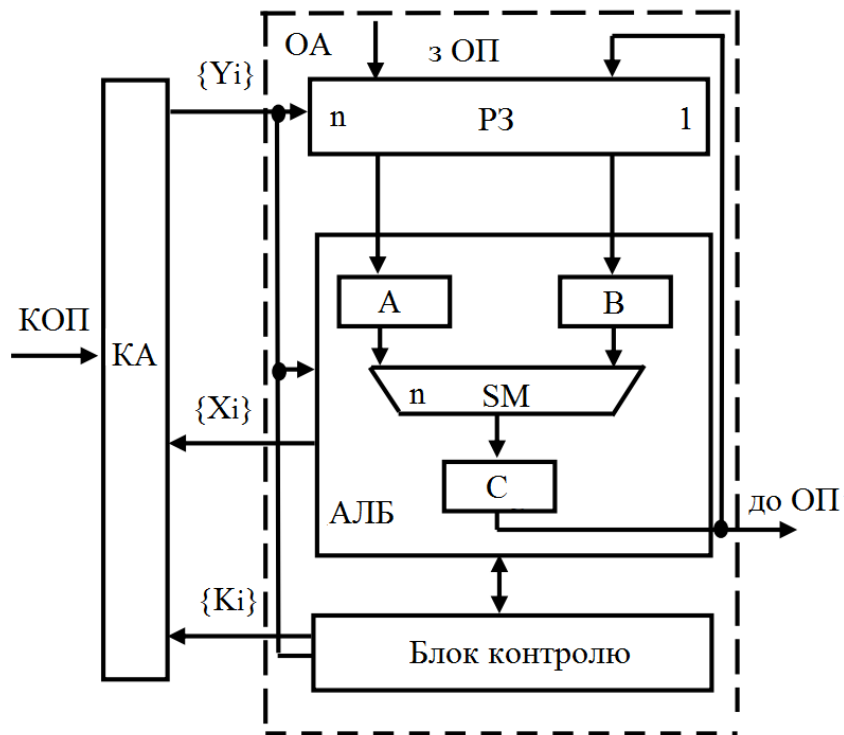 ОА
з ОП
{Yi}
n РЗ 1
А В
КОП
КА
n SM
{Xi}
С
АЛБ
до ОП
{Ki}
Блок контролю